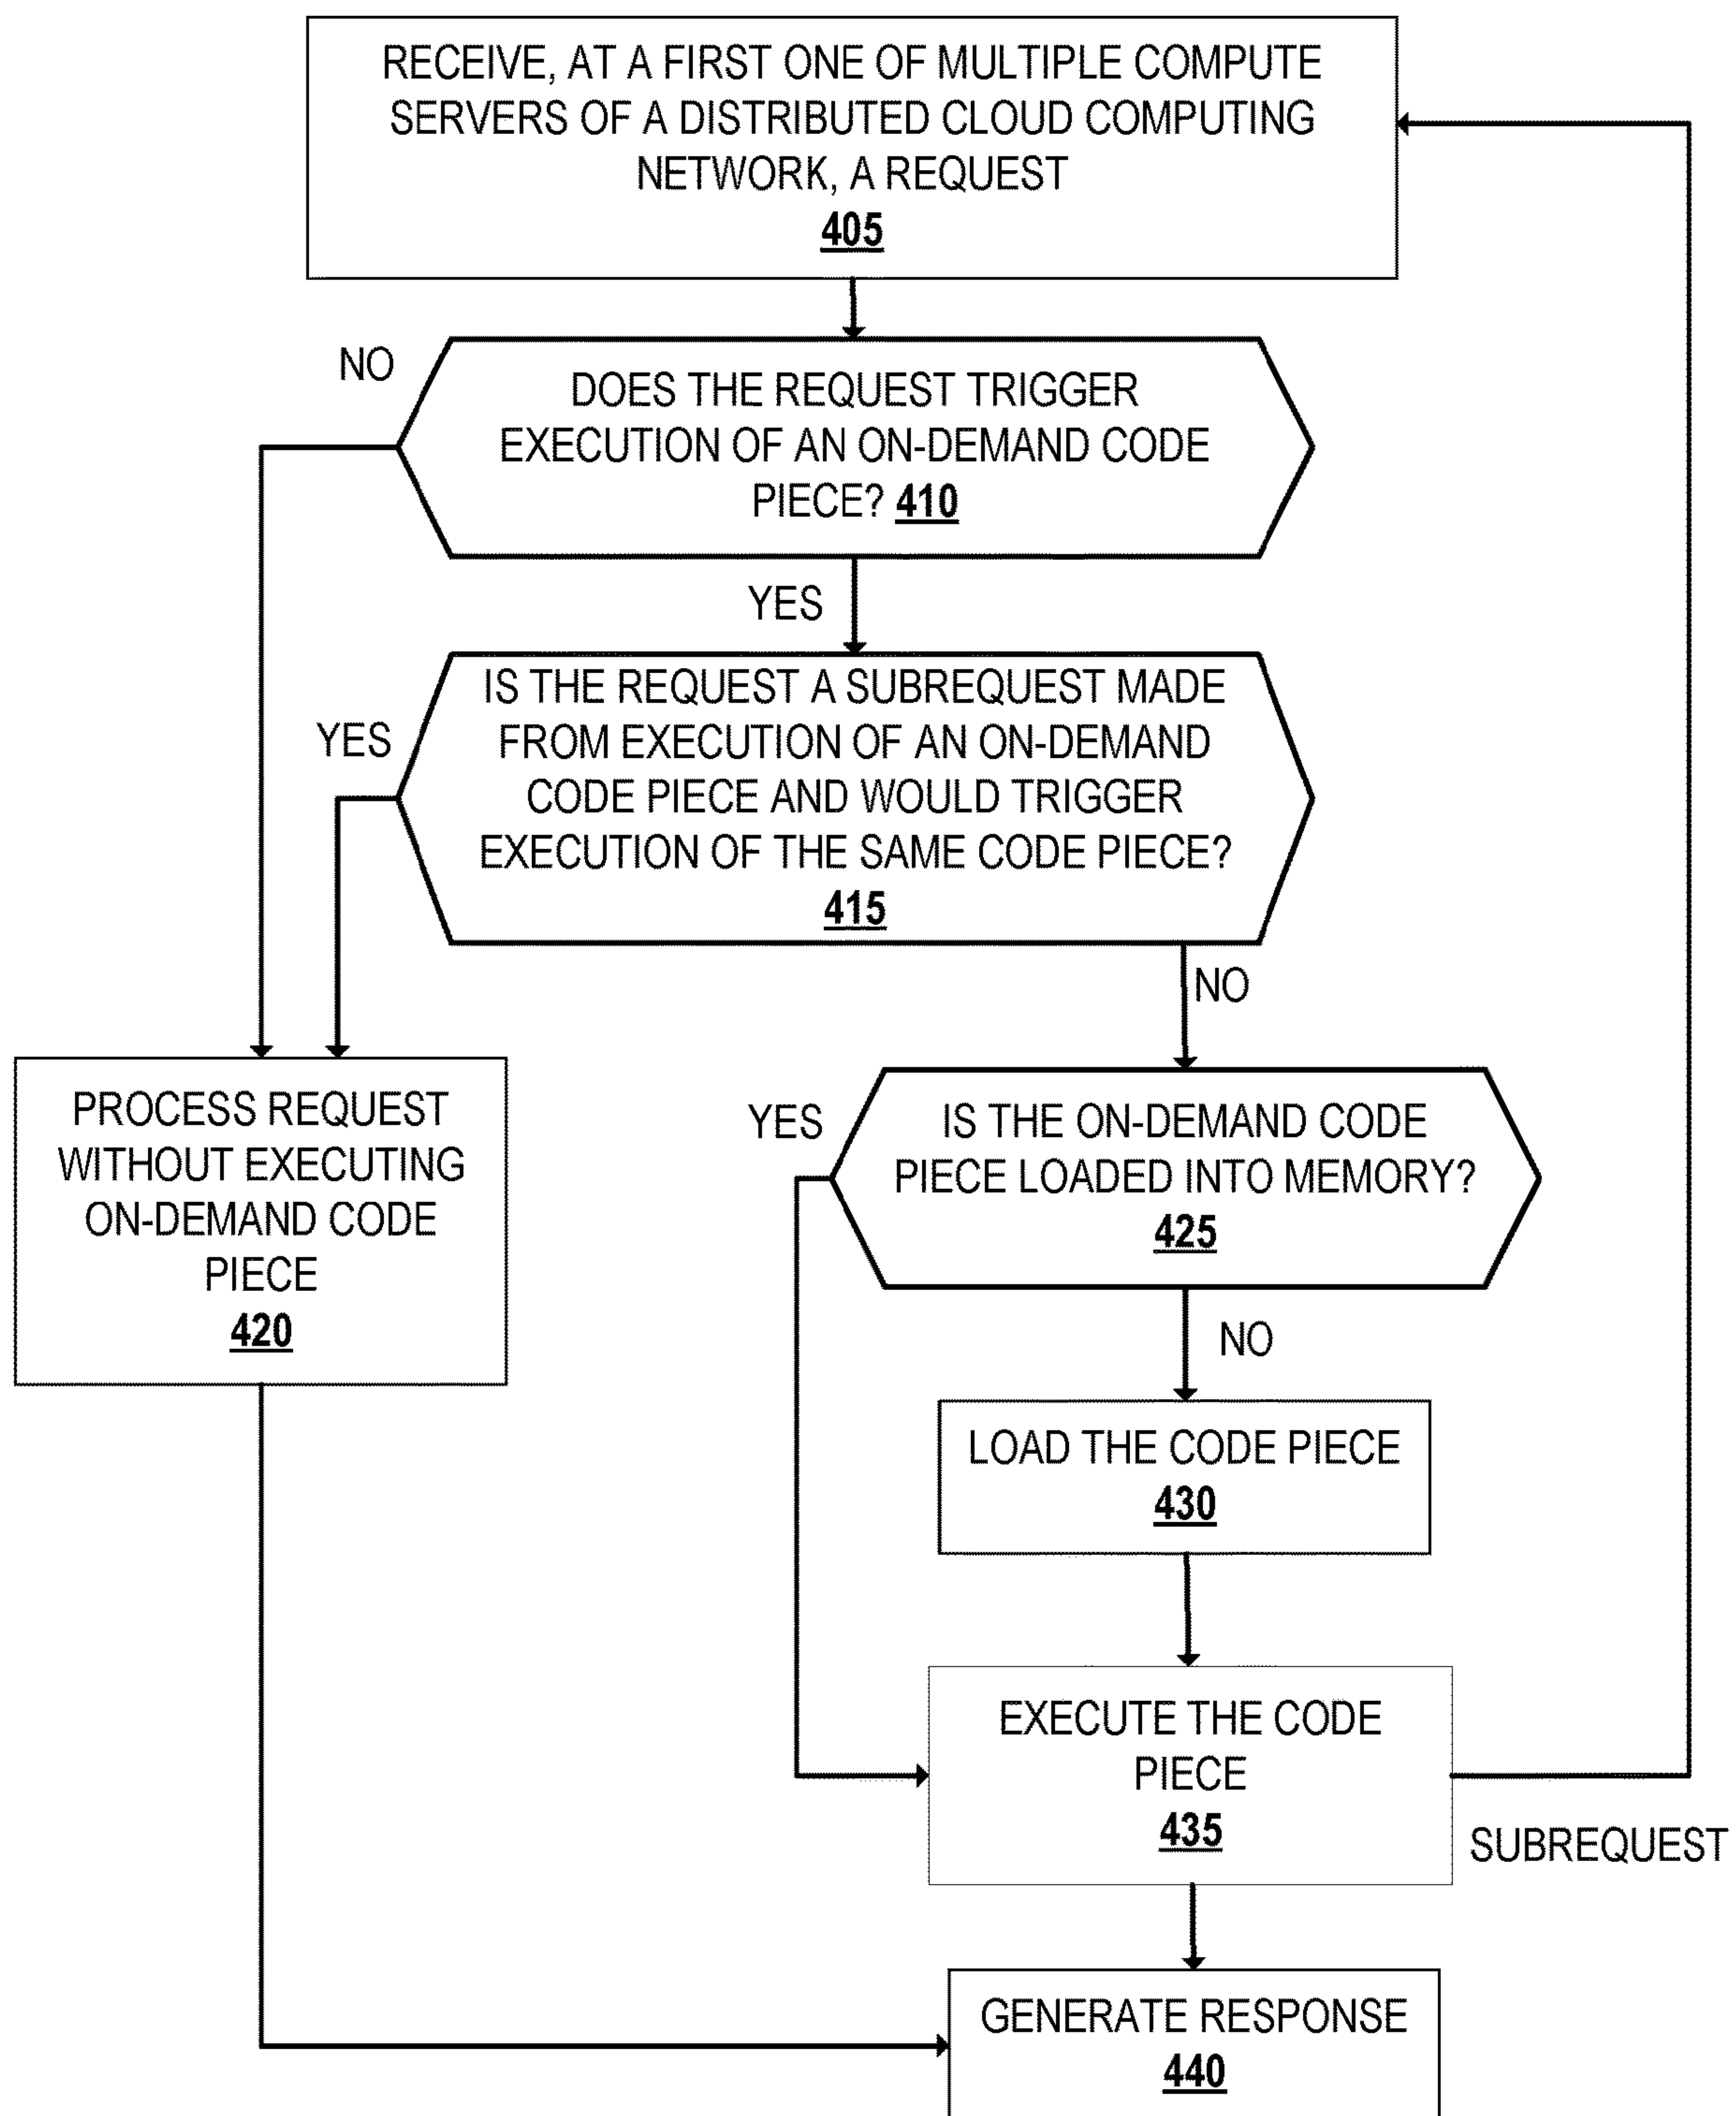 RECEIVE, AT A FIRST ONE OF MULTIPLE COMPUTE
SERVERS OF A DISTRIBUTED CLOUD COMPUTING
NETWORK, A REQUEST
405
NO
DOES THE REQUEST TRIGGER
EXECUTION OF AN ON-DEMAND CODE
PIECE? 410
YES
IS THE REQUEST A SUBREQUEST MADE
FROM EXECUTION OF AN ON-DEMAND
CODE PIECE AND WOULD TRIGGER
EXECUTION OF THE SAME CODE PIECE?
415
YES
NO
PROCESS REQUEST
WITHOUT EXECUTING
ON-DEMAND CODE
PIECE
420
YES
IS THE ON-DEMAND CODE
PIECE LOADED INTO MEMORY?
425
NO
LOAD THE CODE PIECE
430
EXECUTE THE CODE
PIECE
435
SUBREQUEST
GENERATE RESPONSE
440